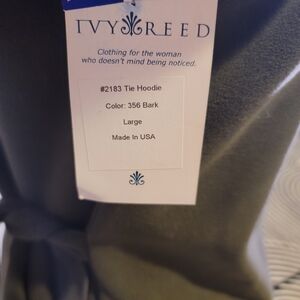 IVY REED
Clothing for the woman
who doesn't mind being noticed.
#2183 Tie Hoodie
Color: 356 Bark
Large
Made In USA